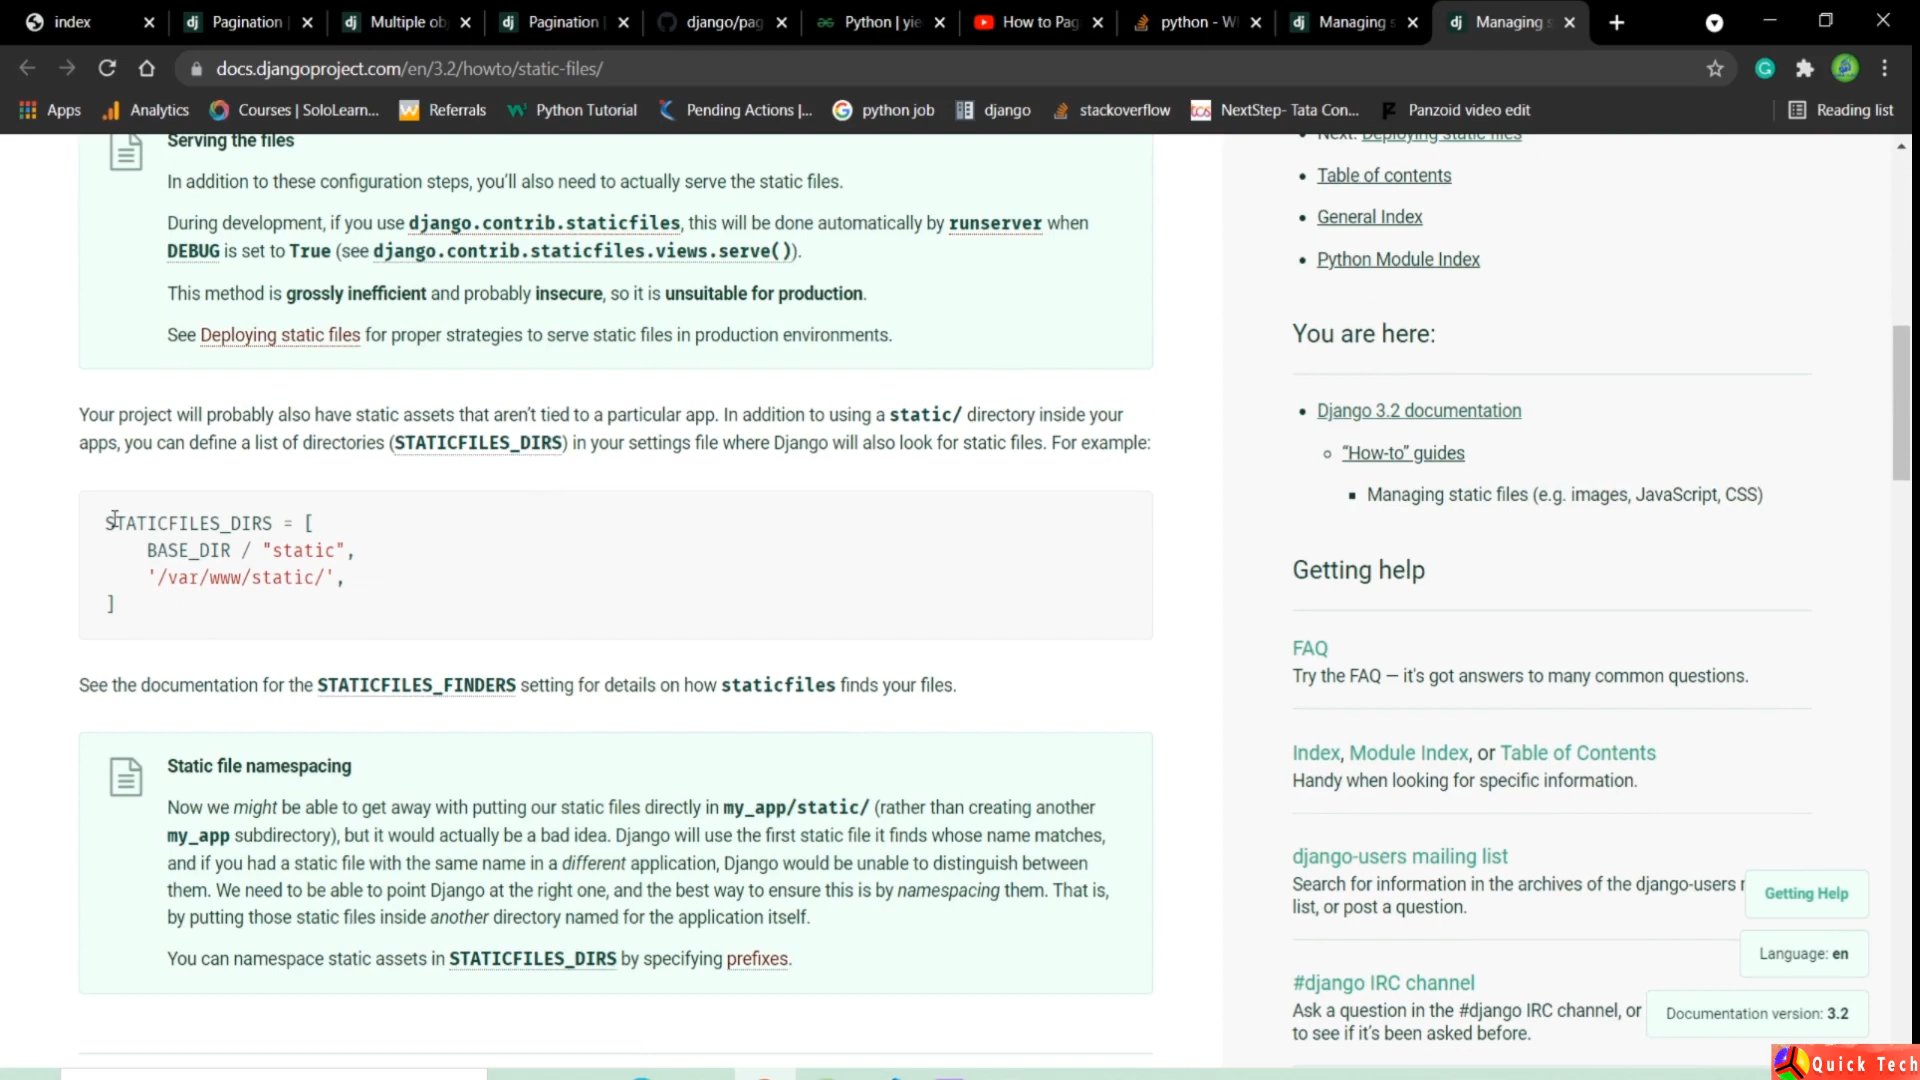 index
Pagination
Multiple ob
Pagination
django/pag
Python | yie
How to Pag
python - W
Managing s
Managing s
docs.djangoproject.com/en/3.2/howto/static-files/
Apps
Analytics
Courses | SoloLearn...
Referrals
Python Tutorial
Pending Actions |...
python job
django
stackoverflow
NextStep- Tata Con...
Panzoid video edit
Reading list
Serving the files
In addition to these configuration steps, you'll also need to actually serve the static files.
During development, if you use django.contrib.staticfiles, this will be done automatically by runserver when
DEBUG is set to True (see django.contrib.staticfiles.views.serve()).
This method is grossly inefficient and probably insecure, so it is unsuitable for production.
See Deploying static files for proper strategies to serve static files in production environments.
Your project will probably also have static assets that aren't tied to a particular app. In addition to using a static/ directory inside your
apps, you can define a list of directories (STATICFILES_DIRS) in your settings file where Django will also look for static files. For example:
STATICFILES_DIRS = [
BASE_DIR / "static",
'/var/www/static/',
]
See the documentation for the STATICFILES_FINDERS setting for details on how staticfiles finds your files.
Static file namespacing
Now we might be able to get away with putting our static files directly in my_app/static/ (rather than creating another
my_app subdirectory), but it would actually be a bad idea. Django will use the first static file it finds whose name matches,
and if you had a static file with the same name in a different application, Django would be unable to distinguish between
them. We need to be able to point Django at the right one, and the best way to ensure this is by namespacing them. That is,
by putting those static files inside another directory named for the application itself.
You can namespace static assets in STATICFILES_DIRS by specifying prefixes.
Next: Deploying static files
Table of contents
General Index
Python Module Index
You are here:
Django 3.2 documentation
“How-to” guides
Managing static files (e.g. images, JavaScript, CSS)
Getting help
FAQ
Try the FAQ — it's got answers to many common questions.
Index, Module Index, or Table of Contents
Handy when looking for specific information.
django-users mailing list
Search for information in the archives of the django-users
list, or post a question.
#django IRC channel
Ask a question in the #django IRC channel, or
to see if it's been asked before.
Getting Help
Language: en
Documentation version: 3.2
Quick Tech